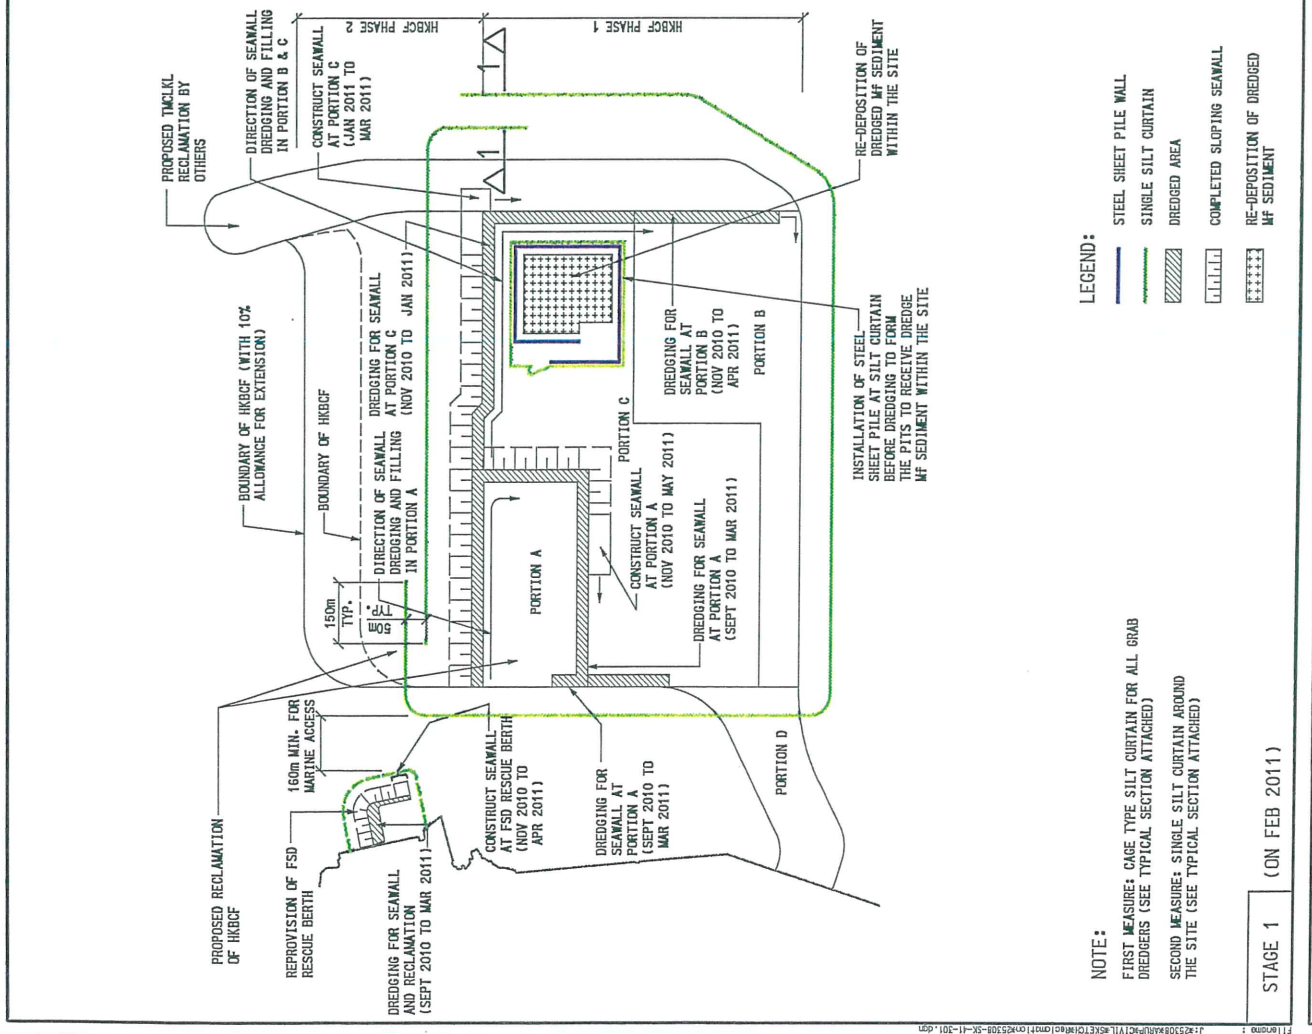 PROPOSED TMCLKL
RECLAMATION BY
OTHERS
DIRECTION OF SEAWALL
DREDGING AND FILLING
IN PORTION B & C
CONSTRUCT SEAWALL
AT PORTION C
(JAN 2011 TO
MAR 2011)
HKBCF PHASE 2
HKBCF PHASE 1
1
1
RE-DEPOSITION OF
DREDGED Mf SEDIMENT
WITHIN THE SITE
BOUNDARY OF HKBCF (WITH 10%
ALLOWANCE FOR EXTENSION)
BOUNDARY OF HKBCF
DREDGING FOR SEAWALL
AT PORTION C
(NOV 2010 TO JAN 2011)
DIRECTION OF SEAWALL
DREDGING AND FILLING
IN PORTION A
150m
TYP.
50m
TYP.
PORTION A
PORTION C
DREDGING FOR
SEAWALL AT
PORTION B
(NOV 2010 TO
APR 2011)
PORTION B
INSTALLATION OF STEEL
SHEET PILE AT SILT CURTAIN
BEFORE DREDGING TO FORM
THE PITS TO RECEIVE DREDGE
Mf SEDIMENT WITHIN THE SITE
CONSTRUCT SEAWALL
AT PORTION A
(NOV 2010 TO MAY 2011)
DREDGING FOR SEAWALL
AT PORTION A
(SEPT 2010 TO MAR 2011)
PROPOSED RECLAMATION
OF HKBCF
160m MIN. FOR
MARINE ACCESS
REPROVISION OF FSD
RESCUE BERTH
CONSTRUCT SEAWALL
AT FSD RESCUE BERTH
(NOV 2010 TO
APR 2011)
DREDGING FOR
SEAWALL AT
PORTION A
(SEPT 2010 TO
MAR 2011)
PORTION D
DREDGING FOR SEAWALL
AND RECLAMATION
(SEPT 2010 TO MAR 2011)
LEGEND:
STEEL SHEET PILE WALL
SINGLE SILT CURTAIN
DREDGED AREA
COMPLETED SLOPING SEAWALL
RE-DEPOSITION OF DREDGED
Mf SEDIMENT
NOTE:
FIRST MEASURE: CAGE TYPE SILT CURTAIN FOR ALL GRAB
DREDGERS (SEE TYPICAL SECTION ATTACHED)
SECOND MEASURE: SINGLE SILT CURTAIN AROUND
THE SITE (SEE TYPICAL SECTION ATTACHED)
STAGE 1 (ON FEB 2011)
Filename :